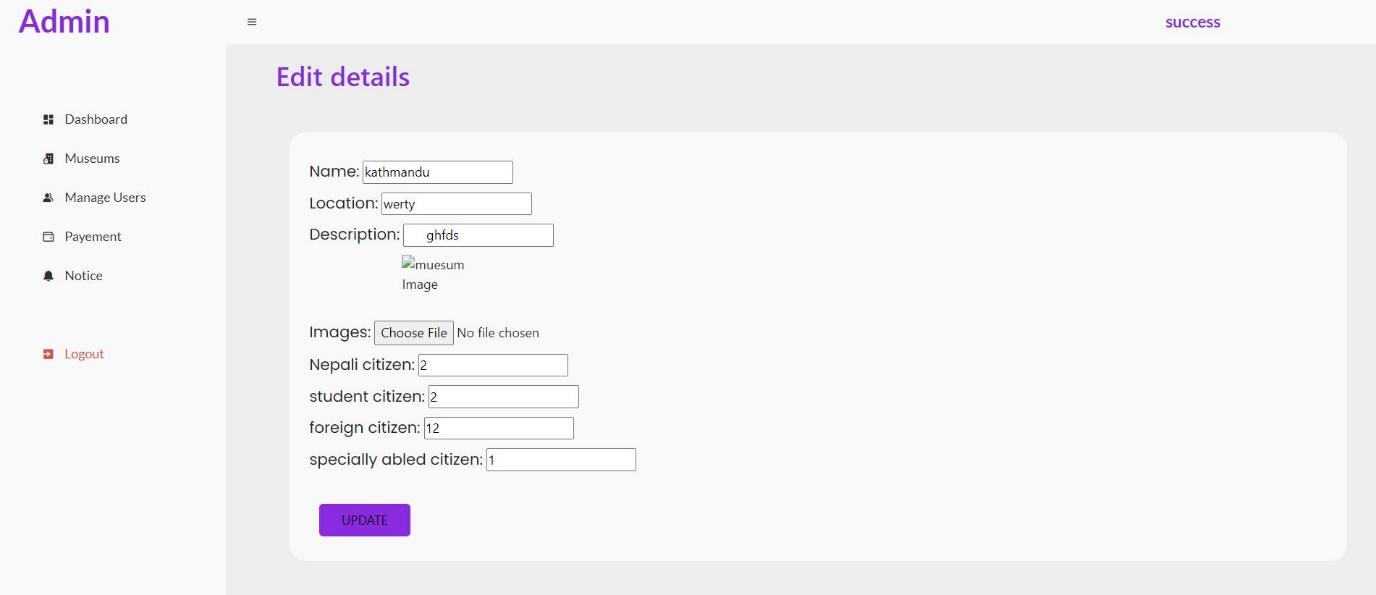 Admin
success
Edit details
Dashboard
Museums
Manage Users
Payement
Notice
Logout
Name: kathmandu
Location: werty
Description: ghfds
muesum
Image
Images: Choose File No file chosen
Nepali citizen: 2
student citizen: 2
foreign citizen: 12
specially abled citizen: 1
UPDATE